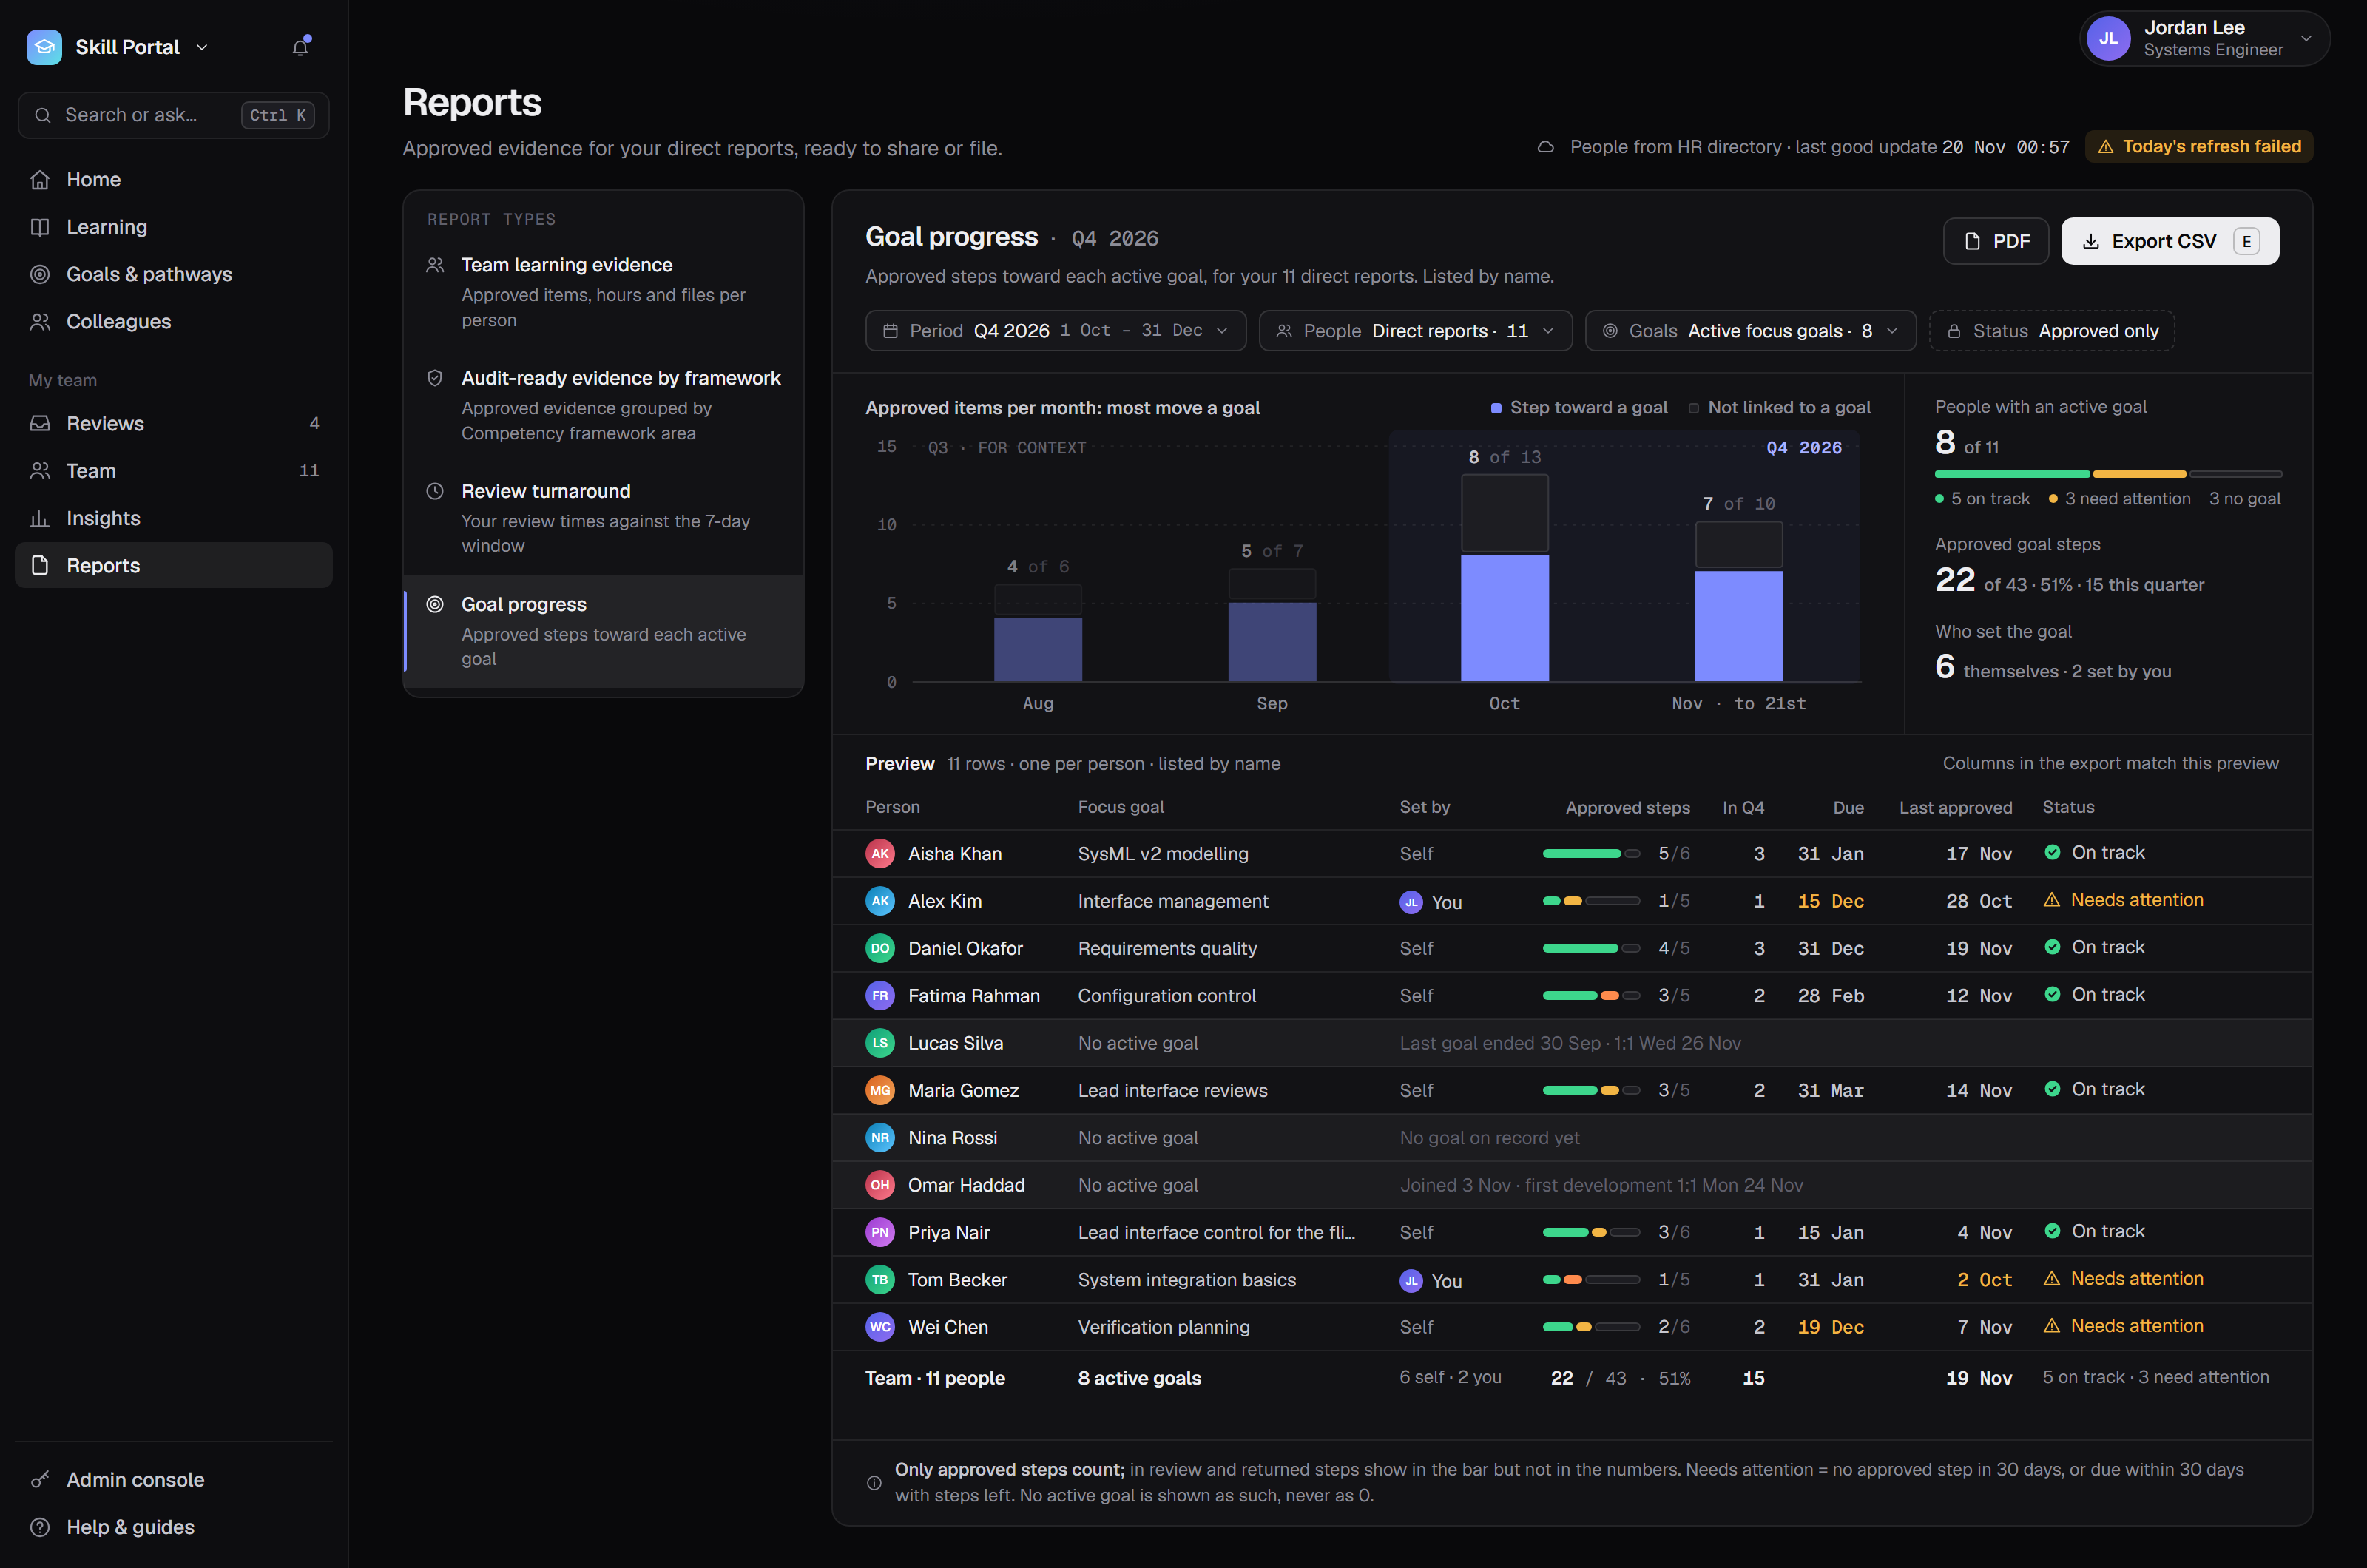 Skill Portal
Search or ask...
Ctrl K
Home
Learning
Goals & pathways
Colleagues
My team
Reviews 4
Team 11
Insights
Reports
Admin console
Help & guides
JL
Jordan Lee
Systems Engineer
Reports
Approved evidence for your direct reports, ready to share or file.
People from HR directory · last good update 20 Nov 00:57
Today's refresh failed
REPORT TYPES
Team learning evidence
Approved items, hours and files per
person
Audit-ready evidence by framework
Approved evidence grouped by
Competency framework area
Review turnaround
Your review times against the 7-day
window
Goal progress
Approved steps toward each active
goal
Goal progress · Q4 2026
Approved steps toward each active goal, for your 11 direct reports. Listed by name.
PDF
Export CSV E
Period Q4 2026 1 Oct – 31 Dec
People Direct reports · 11
Goals Active focus goals · 8
Status Approved only
Approved items per month: most move a goal
Step toward a goal
Not linked to a goal
15
10
5
0
Q3 · FOR CONTEXT
Q4 2026
4 of 6
5 of 7
8 of 13
7 of 10
Aug
Sep
Oct
Nov · to 21st
People with an active goal
8 of 11
5 on track 3 need attention 3 no goal
Approved goal steps
22 of 43 · 51% · 15 this quarter
Who set the goal
6 themselves · 2 set by you
Preview 11 rows · one per person · listed by name
Columns in the export match this preview
Person Focus goal Set by Approved steps In Q4 Due Last approved Status
AK Aisha Khan SysML v2 modelling Self 5/6 3 31 Jan 17 Nov On track
AK Alex Kim Interface management JL You 1/5 1 15 Dec 28 Oct Needs attention
DO Daniel Okafor Requirements quality Self 4/5 3 31 Dec 19 Nov On track
FR Fatima Rahman Configuration control Self 3/5 2 28 Feb 12 Nov On track
LS Lucas Silva No active goal Last goal ended 30 Sep · 1:1 Wed 26 Nov
MG Maria Gomez Lead interface reviews Self 3/5 2 31 Mar 14 Nov On track
NR Nina Rossi No active goal No goal on record yet
OH Omar Haddad No active goal Joined 3 Nov · first development 1:1 Mon 24 Nov
PN Priya Nair Lead interface control for the fli... Self 3/6 1 15 Jan 4 Nov On track
TB Tom Becker System integration basics JL You 1/5 1 31 Jan 2 Oct Needs attention
WC Wei Chen Verification planning Self 2/6 2 19 Dec 7 Nov Needs attention
Team · 11 people 8 active goals 6 self · 2 you 22 / 43 · 51% 15 19 Nov 5 on track · 3 need attention
Only approved steps count; in review and returned steps show in the bar but not in the numbers. Needs attention = no approved step in 30 days, or due within 30 days
with steps left. No active goal is shown as such, never as 0.